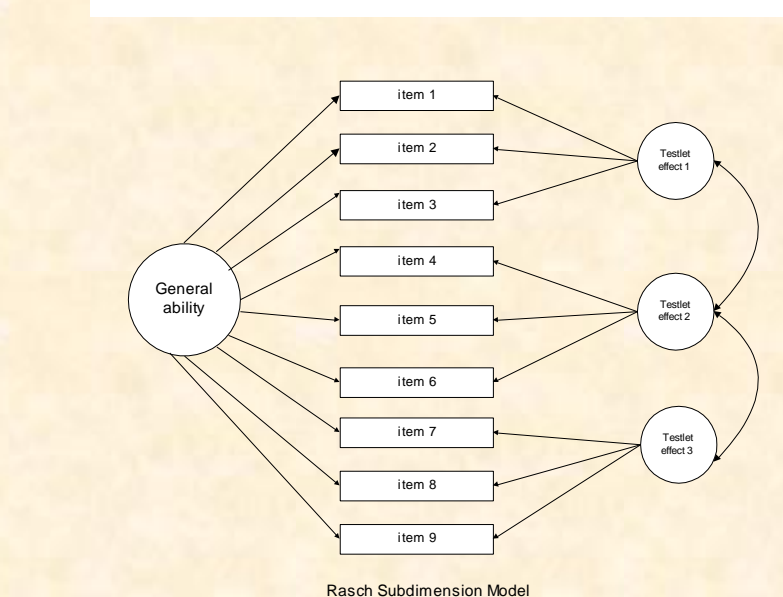 item 1
item 2
item 3
item 4
item 5
item 6
item 7
item 8
item 9
General
ability
Testlet
effect 1
Testlet
effect 2
Testlet
effect 3
Rasch Subdimension Model